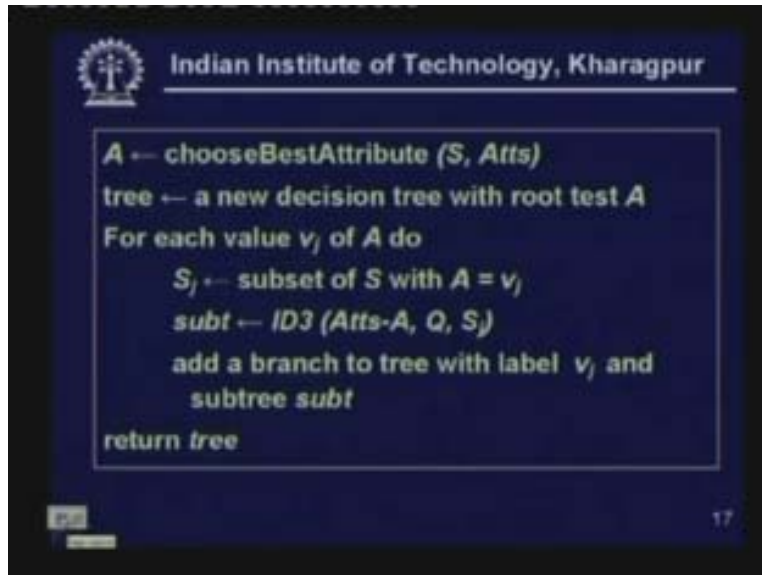 Indian Institute of Technology, Kharagpur
A ← chooseBestAttribute (S, Atts)
tree ← a new decision tree with root test A
For each value vj of A do
Sj ← subset of S with A = vj
subt ← ID3 (Atts-A, Q, Sj)
add a branch to tree with label vj and
subtree subt
return tree
17